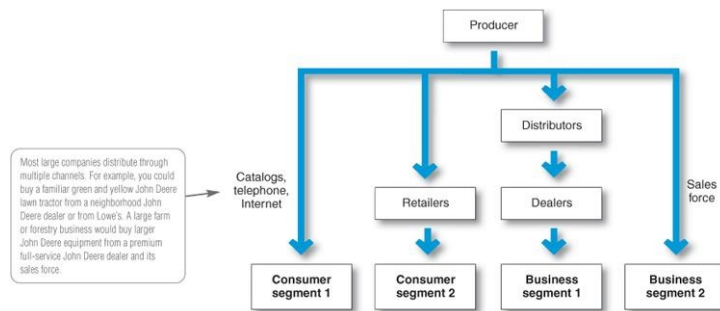 Producer
Distributors
Most large companies distribute through
multiple channels. For example, you could
buy a familiar green and yellow John Deere
lawn tractor from a neighborhood John
Deere dealer or from Lowe's. A large farm
or forestry business would buy larger
John Deere equipment from a premium
full-service John Deere dealer and its
sales force.
Catalogs,
telephone,
Internet
Retailers
Dealers
Sales
force
Consumer
segment 1
Consumer
segment 2
Business
segment 1
Business
segment 2